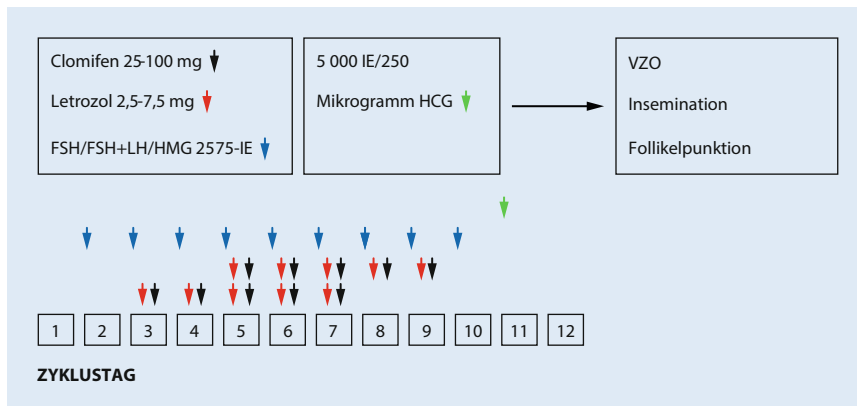 Clomifen 25-100 mg
Letrozol 2,5-7,5 mg
FSH/FSH+LH/HMG 2575-IE
5 000 IE/250
Mikrogramm HCG
VZO
Insemination
Follikelpunktion
1 2 3 4 5 6 7 8 9 10 11 12
ZYKLUSTAG